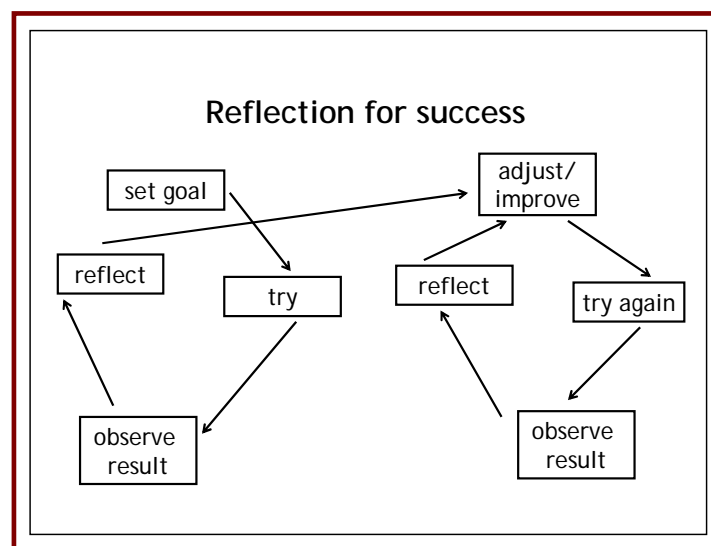 Reflection for success
set goal
adjust/
improve
reflect
try
reflect
try again
observe
result
observe
result